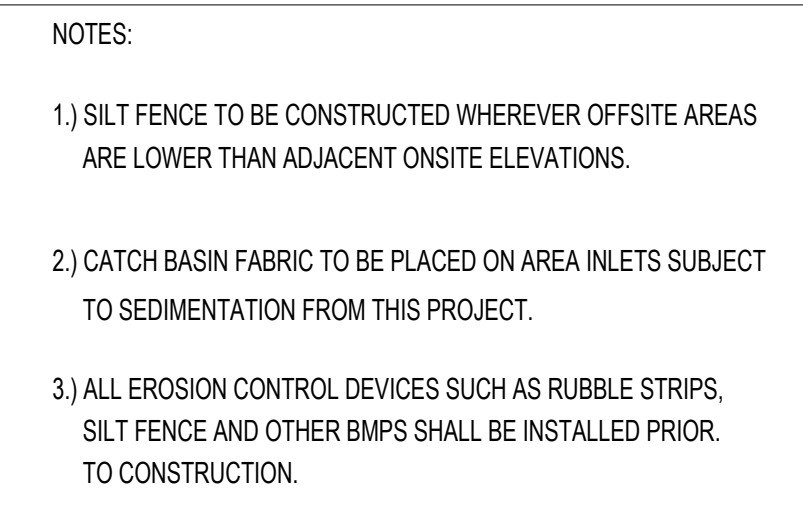 NOTES:
1.) SILT FENCE TO BE CONSTRUCTED WHEREVER OFFSITE AREAS
ARE LOWER THAN ADJACENT ONSITE ELEVATIONS.
2.) CATCH BASIN FABRIC TO BE PLACED ON AREA INLETS SUBJECT
TO SEDIMENTATION FROM THIS PROJECT.
3.) ALL EROSION CONTROL DEVICES SUCH AS RUBBLE STRIPS,
SILT FENCE AND OTHER BMPS SHALL BE INSTALLED PRIOR.
TO CONSTRUCTION.